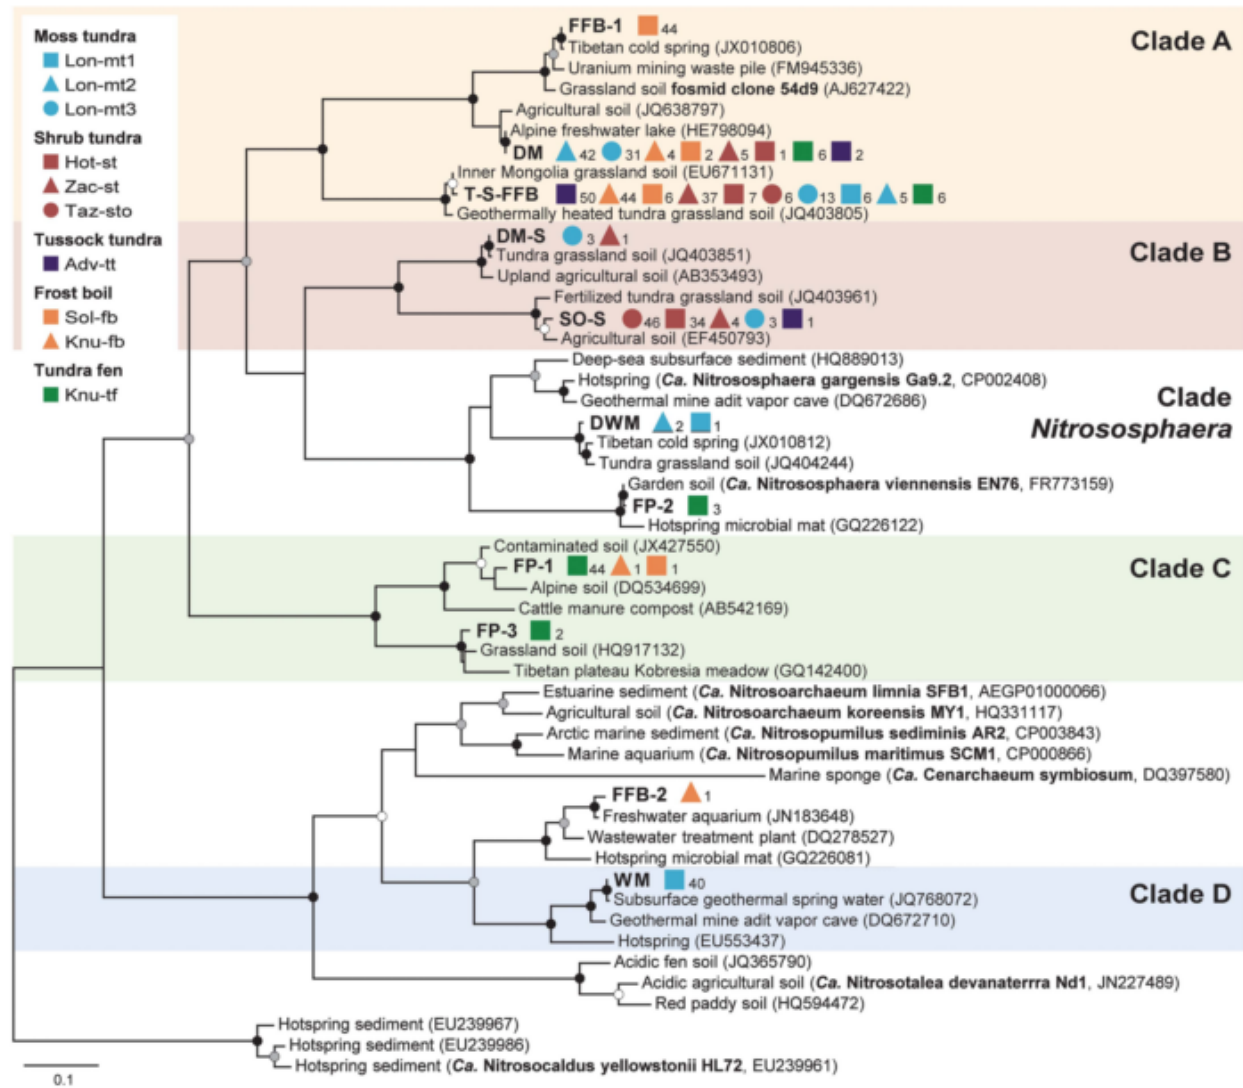 Moss tundra
Lon-mt1
Lon-mt2
Lon-mt3
Shrub tundra
Hot-st
Zac-st
Taz-sto
Tussock tundra
Adv-tt
Frost boil
Sol-fb
Knu-fb
Tundra fen
Knu-tf
Clade A
FFB-1 44
Tibetan cold spring (JX010806)
Uranium mining waste pile (FM945336)
Grassland soil fosmid clone 54d9 (AJ627422)
Agricultural soil (JQ638797)
Alpine freshwater lake (HE798094)
DM 42 31 4 2 5 1 6 2
Inner Mongolia grassland soil (EU671131)
T-S-FFB 50 44 6 37 7 6 13 6 5 6
Geothermally heated tundra grassland soil (JQ403805)
Clade B
DM-S 3 1
Tundra grassland soil (JQ403851)
Upland agricultural soil (AB353493)
Fertilized tundra grassland soil (JQ403961)
SO-S 46 34 4 3 1
Agricultural soil (EF450793)
Clade
Nitrososphaera
Deep-sea subsurface sediment (HQ889013)
Hotspring (Ca. Nitrososphaera gargensis Ga9.2, CP002408)
Geothermal mine adit vapor cave (DQ672686)
DWM 2 1
Tibetan cold spring (JX010812)
Tundra grassland soil (JQ404244)
Garden soil (Ca. Nitrososphaera viennensis EN76, FR773159)
FP-2 3
Hotspring microbial mat (GQ226122)
Clade C
Contaminated soil (JX427550)
FP-1 44 1 1
Alpine soil (DQ534699)
Cattle manure compost (AB542169)
FP-3 2
Grassland soil (HQ917132)
Tibetan plateau Kobresia meadow (GQ142400)
Estuarine sediment (Ca. Nitrosoarchaeum limnia SFB1, AEGP01000066)
Agricultural soil (Ca. Nitrosoarchaeum koreensis MY1, HQ331117)
Arctic marine sediment (Ca. Nitrosopumilus sediminis AR2, CP003843)
Marine aquarium (Ca. Nitrosopumilus maritimus SCM1, CP000866)
Marine sponge (Ca. Cenarchaeum symbiosum, DQ397580)
FFB-2 1
Freshwater aquarium (JN183648)
Wastewater treatment plant (DQ278527)
Hotspring microbial mat (GQ226081)
Clade D
WM 40
Subsurface geothermal spring water (JQ768072)
Geothermal mine adit vapor cave (DQ672710)
Hotspring (EU553437)
Acidic fen soil (JQ365790)
Acidic agricultural soil (Ca. Nitrosotalea devanaterrra Nd1, JN227489)
Red paddy soil (HQ594472)
Hotspring sediment (EU239967)
Hotspring sediment (EU239986)
Hotspring sediment (Ca. Nitrosocaldus yellowstonii HL72, EU239961)
0.1